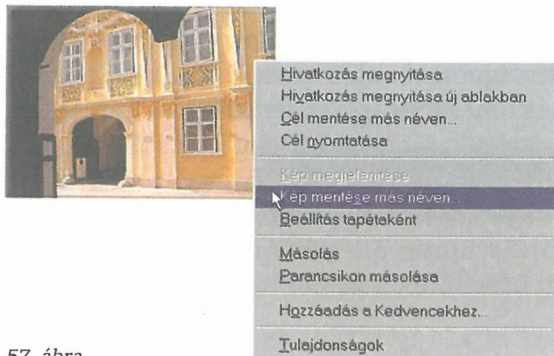 Hivatkozás megnyitása
Hivatkozás megnyitása új ablakban
Cél mentése más néven...
Cél nyomtatása
Kép megjelenítése
Kép mentése más néven...
Beállítás tapétaként
Másolás
Parancsikon másolása
Hozzáadás a Kedvencekhez...
Tulajdonságok
57. ábra